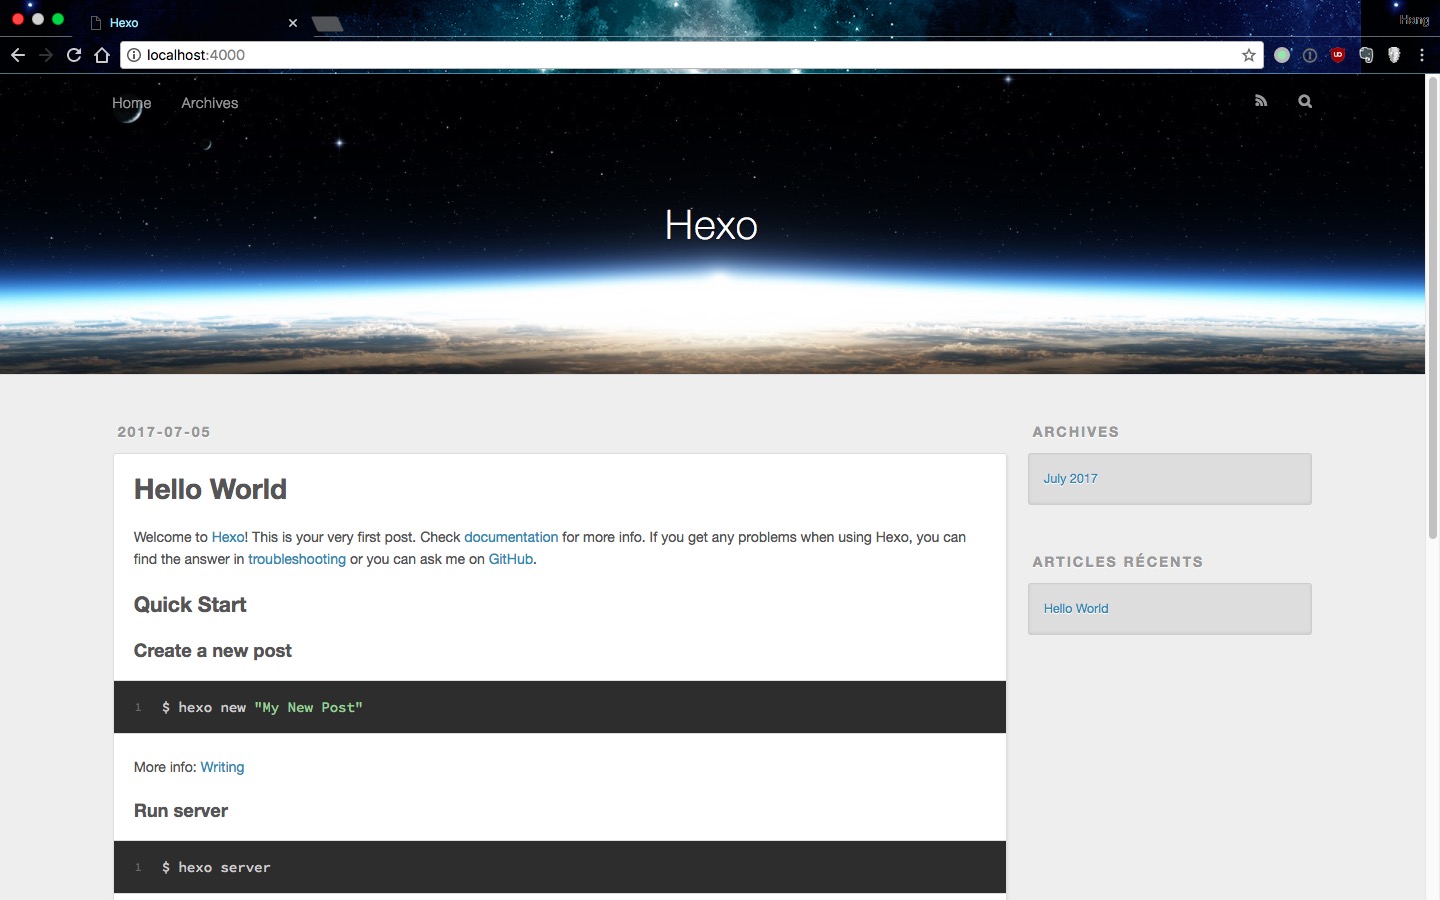 Hexo
Hong
localhost:4000
Home Archives
Hexo
2017-07-05
Hello World
Welcome to Hexo! This is your very first post. Check documentation for more info. If you get any problems when using Hexo, you can
find the answer in troubleshooting or you can ask me on GitHub.
Quick Start
Create a new post
1 $ hexo new "My New Post"
More info: Writing
Run server
1 $ hexo server
ARCHIVES
July 2017
ARTICLES RÉCENTS
Hello World